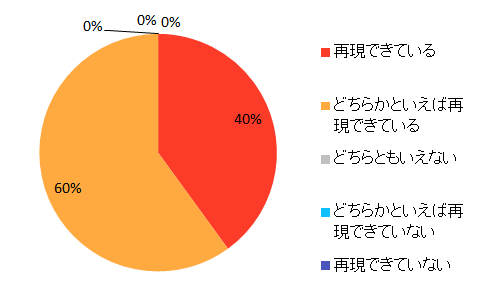 0%
0%
0%
40%
60%
再現できている
どちらかといえば再
現できている
どちらともいえない
どちらかといえば再
現できていない
再現できていない